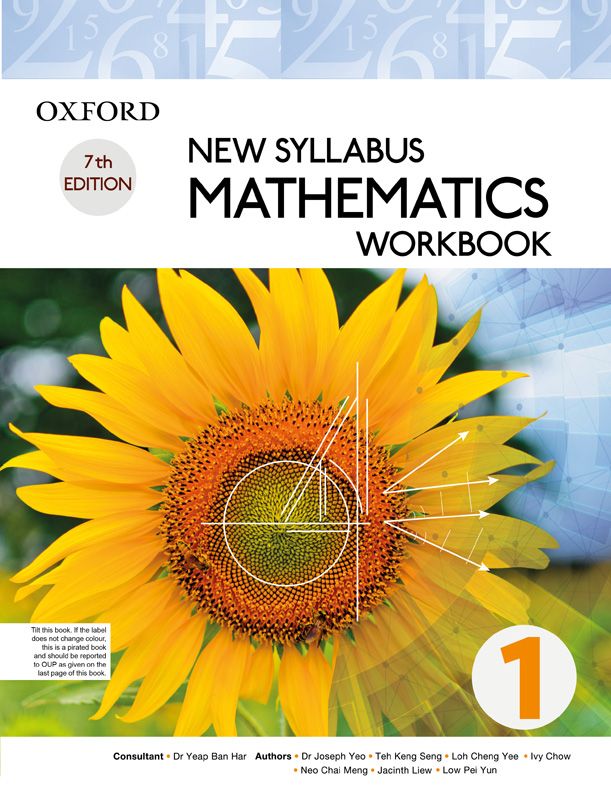 OXFORD
7th
EDITION
NEW SYLLABUS
MATHEMATICS
WORKBOOK
Tilt this book. If the label
does not change colour,
this is a pirated book
and should be reported
to OUP as given on the
last page of this book.
1
Consultant • Dr Yeap Ban Har Authors • Dr Joseph Yeo • Teh Keng Seng • Loh Cheng Yee • Ivy Chow
• Neo Chai Meng • Jacinth Liew • Low Pei Yun